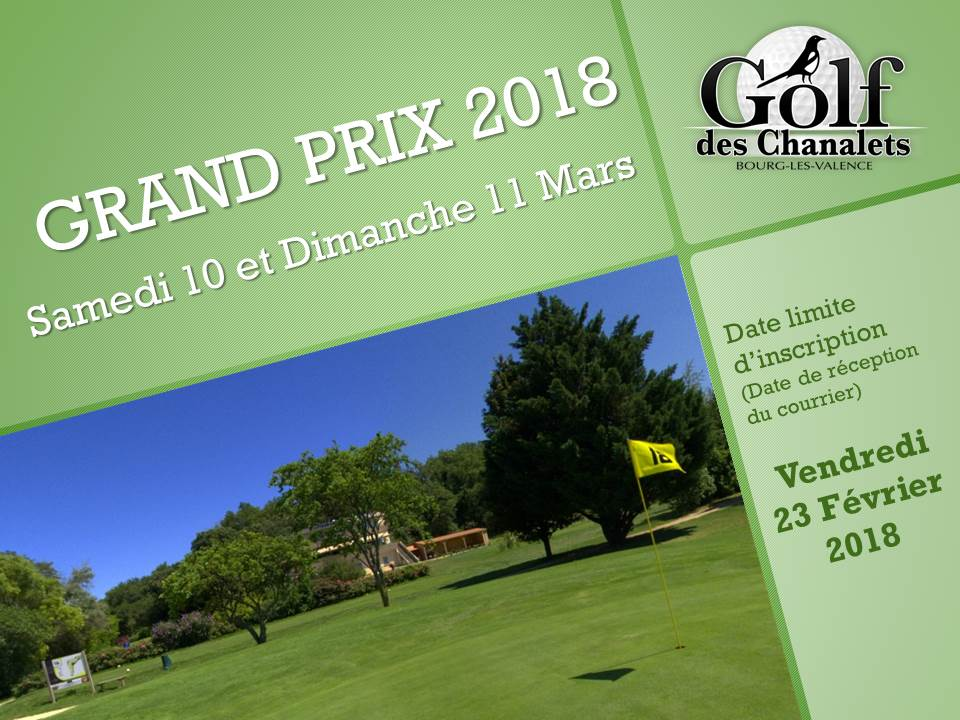 GRAND PRIX 2018
Samedi 10 et Dimanche 11 Mars
Golf
des Chanalets
BOURG-LES-VALENCE
Date limite
d’inscription
(Date de réception
du courrier)
Vendredi
23 Février
2018
18